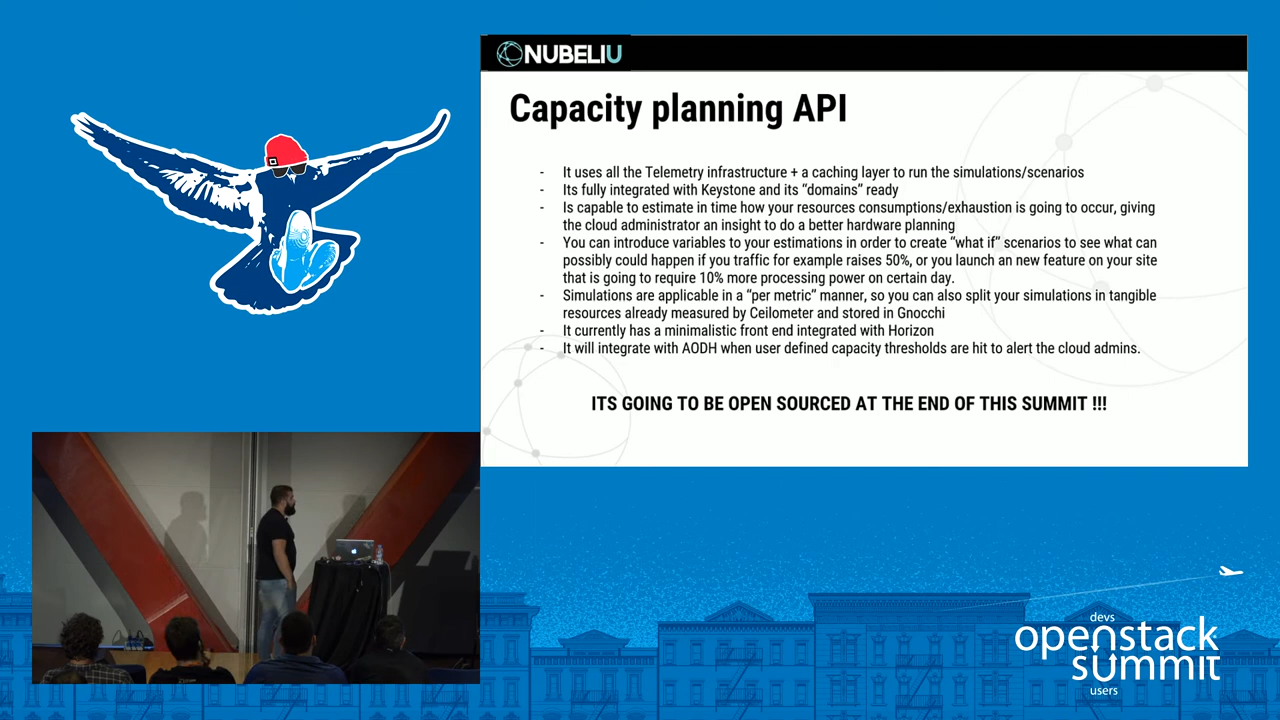 NUBELIU
Capacity planning API
- It uses all the Telemetry infrastructure + a caching layer to run the simulations/scenarios
- Its fully integrated with Keystone and its “domains” ready
- Is capable to estimate in time how your resources consumptions/exhaustion is going to occur, giving
the cloud administrator an insight to do a better hardware planning
- You can introduce variables to your estimations in order to create “what if” scenarios to see what can
possibly could happen if you traffic for example raises 50%, or you launch an new feature on your site
that is going to require 10% more processing power on certain day.
- Simulations are applicable in a “per metric” manner, so you can also split your simulations in tangible
resources already measured by Ceilometer and stored in Gnocchi
- It currently has a minimalistic front end integrated with Horizon
- It will integrate with AODH when user defined capacity thresholds are hit to alert the cloud admins.
ITS GOING TO BE OPEN SOURCED AT THE END OF THIS SUMMIT !!!
devs
openstack
summit
users